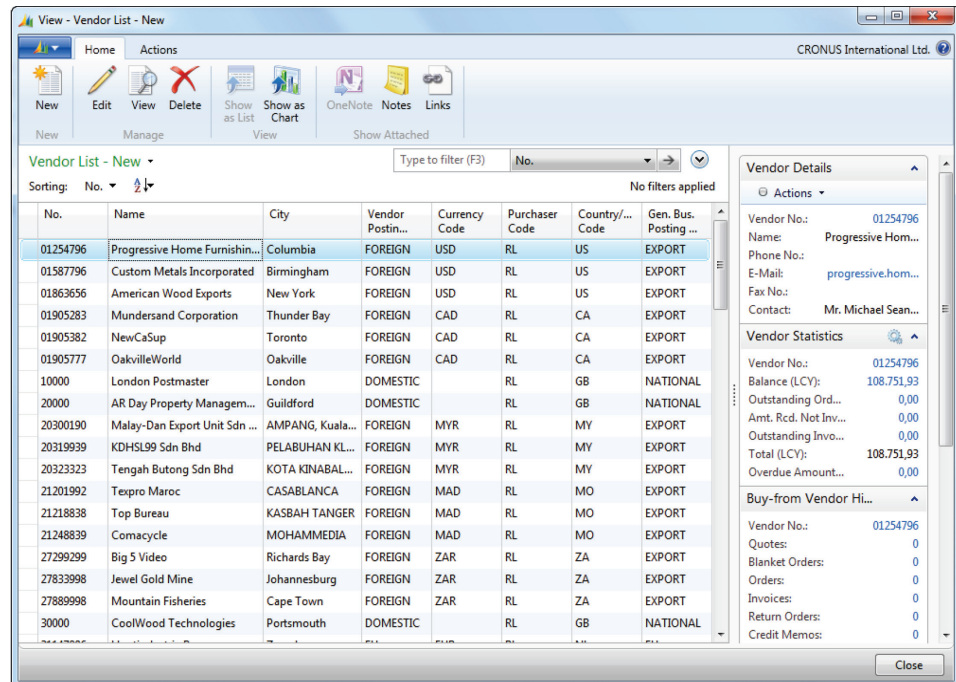 View - Vendor List - New
Home Actions CRONUS International Ltd.
New Edit View Delete Show as List Show as Chart OneNote Notes Links
New Manage View Show Attached
Vendor List - New Type to filter (F3) No.
Sorting: No. No filters applied
No. Name City Vendor Postin... Currency Code Purchaser Code Country/... Code Gen. Bus. Posting ...
01254796 Progressive Home Furnishin... Columbia FOREIGN USD RL US EXPORT
01587796 Custom Metals Incorporated Birmingham FOREIGN USD RL US EXPORT
01863656 American Wood Exports New York FOREIGN USD RL US EXPORT
01905283 Mundersand Corporation Thunder Bay FOREIGN CAD RL CA EXPORT
01905382 NewCaSup Toronto FOREIGN CAD RL CA EXPORT
01905777 OakvilleWorld Oakville FOREIGN CAD RL CA EXPORT
10000 London Postmaster London DOMESTIC RL GB NATIONAL
20000 AR Day Property Managem... Guildford DOMESTIC RL GB NATIONAL
20300190 Malay-Dan Export Unit Sdn ... AMPANG, Kuala... FOREIGN MYR RL MY EXPORT
20319939 KDHSL99 Sdn Bhd PELABUHAN KL... FOREIGN MYR RL MY EXPORT
20323323 Tengah Butong Sdn Bhd KOTA KINABAL... FOREIGN MYR RL MY EXPORT
21201992 Texpro Maroc CASABLANCA FOREIGN MAD RL MO EXPORT
21218838 Top Bureau KASBAH TANGER FOREIGN MAD RL MO EXPORT
21248839 Comacycle MOHAMMEDIA FOREIGN MAD RL MO EXPORT
27299299 Big 5 Video Richards Bay FOREIGN ZAR RL ZA EXPORT
27833998 Jewel Gold Mine Johannesburg FOREIGN ZAR RL ZA EXPORT
27889998 Mountain Fisheries Cape Town FOREIGN ZAR RL ZA EXPORT
30000 CoolWood Technologies Portsmouth DOMESTIC RL GB NATIONAL
Vendor Details
Actions
Vendor No.: 01254796
Name: Progressive Hom...
Phone No.:
E-Mail: progressive.hom...
Fax No.:
Contact: Mr. Michael Sean...
Vendor Statistics
Vendor No.: 01254796
Balance (LCY): 108.751,93
Outstanding Ord... 0,00
Amt. Rcd. Not Inv... 0,00
Outstanding Invo... 0,00
Total (LCY): 108.751,93
Overdue Amount... 0,00
Buy-from Vendor Hi...
Vendor No.: 01254796
Quotes: 0
Blanket Orders: 0
Orders: 0
Invoices: 0
Return Orders: 0
Credit Memos: 0
Close